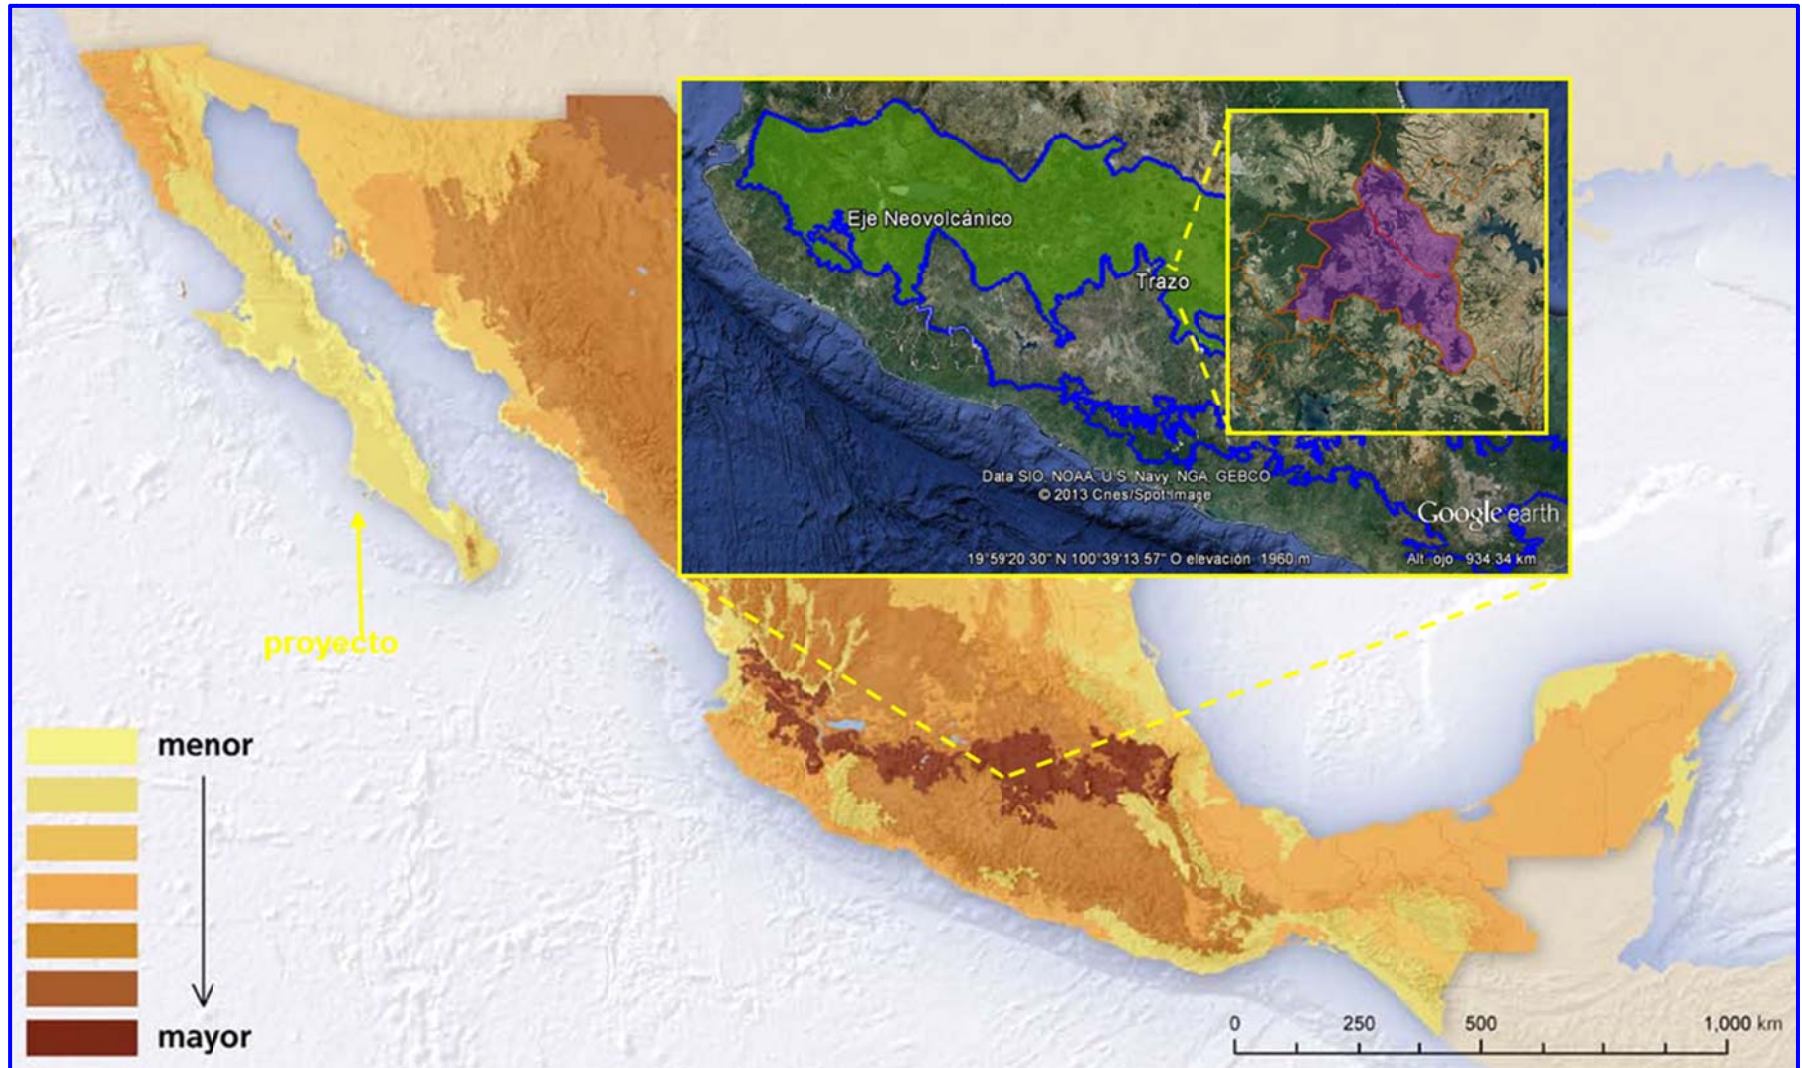 Eje Neovolcánico
Trazo
Data SIO, NOAA, U.S. Navy, NGA, GEBCO
© 2013 Cnes/Spot Image
Google earth
19°59'20.30" N 100°39'13.57" O elevación 1960 m
Alt. ojo 934.34 km
proyecto
menor
mayor
0 250 500 1,000 km